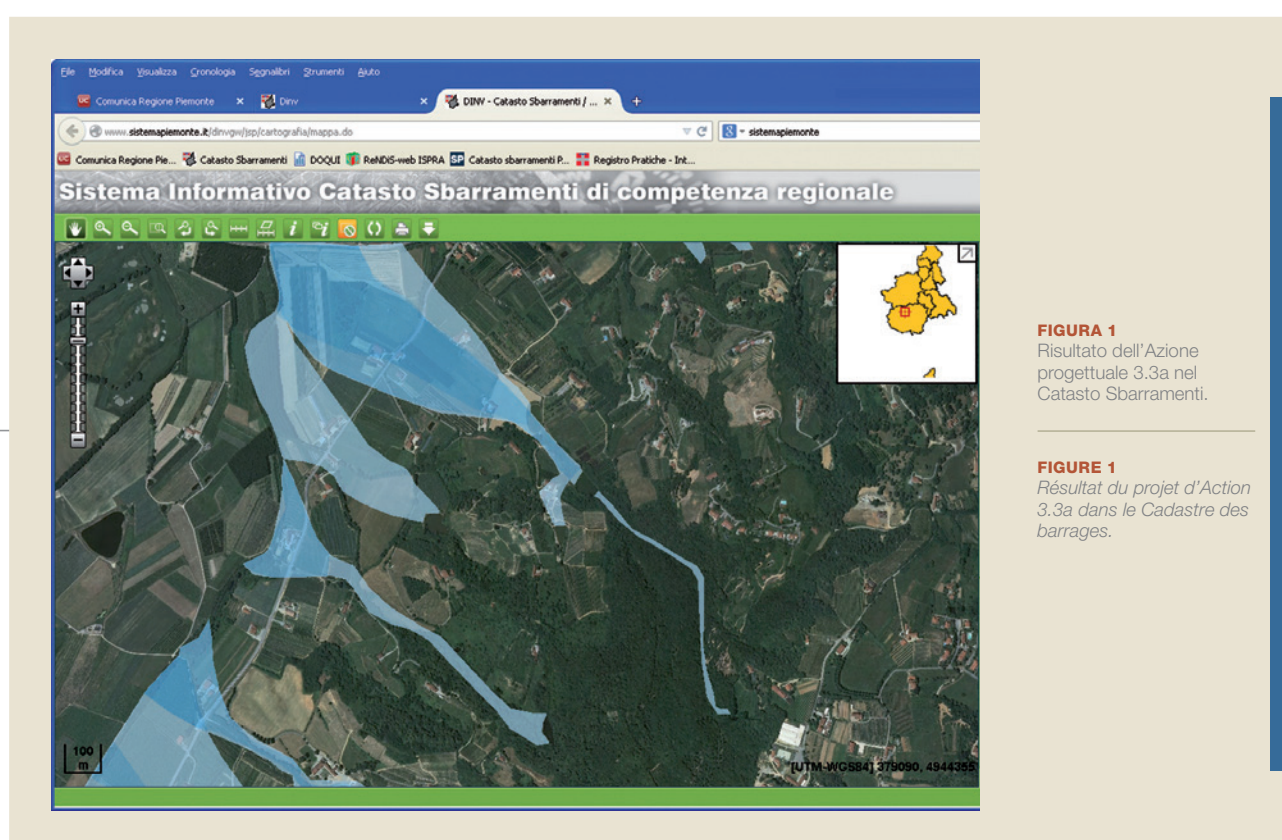 File Modifica Visualizza Cronologia Segnalibri Strumenti Aiuto
Comunica Regione Piemonte × Dinv × DINV - Catasto Sbarramenti / ... × +
www.sistemapiemonte.it/dinvgw/jsp/cartografia/mappa.do sistemapiemonte
UC Comunica Regione Pie... Catasto Sbarramenti DOQUI ReNDiS-web ISPRA SP Catasto sbarramenti P... Registro Pratiche - Int...
Sistema Informativo Catasto Sbarramenti di competenza regionale
100
m
[UTM-WGS84] 379090, 4944355
FIGURA 1
Risultato dell'Azione
progettuale 3.3a nel
Catasto Sbarramenti.
FIGURE 1
Résultat du projet d'Action
3.3a dans le Cadastre des
barrages.